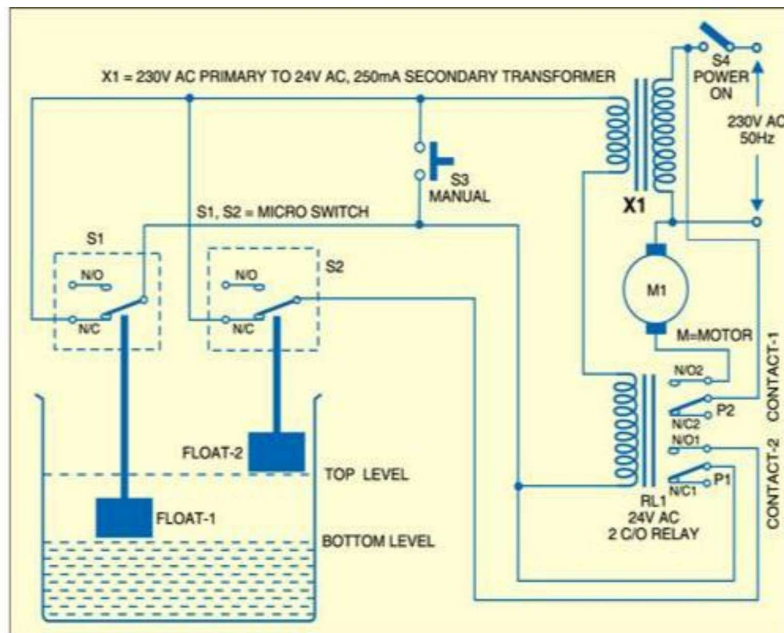 S4
POWER
ON
X1 = 230V AC PRIMARY TO 24V AC, 250mA SECONDARY TRANSFORMER
230V AC
50Hz
S3
MANUAL
X1
S1, S2 = MICRO SWITCH
S1
S2
N/O
N/C
N/O
N/C
M1
M=MOTOR
N/O2
P2
N/C2
N/O1
P1
N/C1
CONTACT-1
CONTACT-2
FLOAT-2
TOP LEVEL
FLOAT-1
BOTTOM LEVEL
RL1
24V AC
2 C/O RELAY